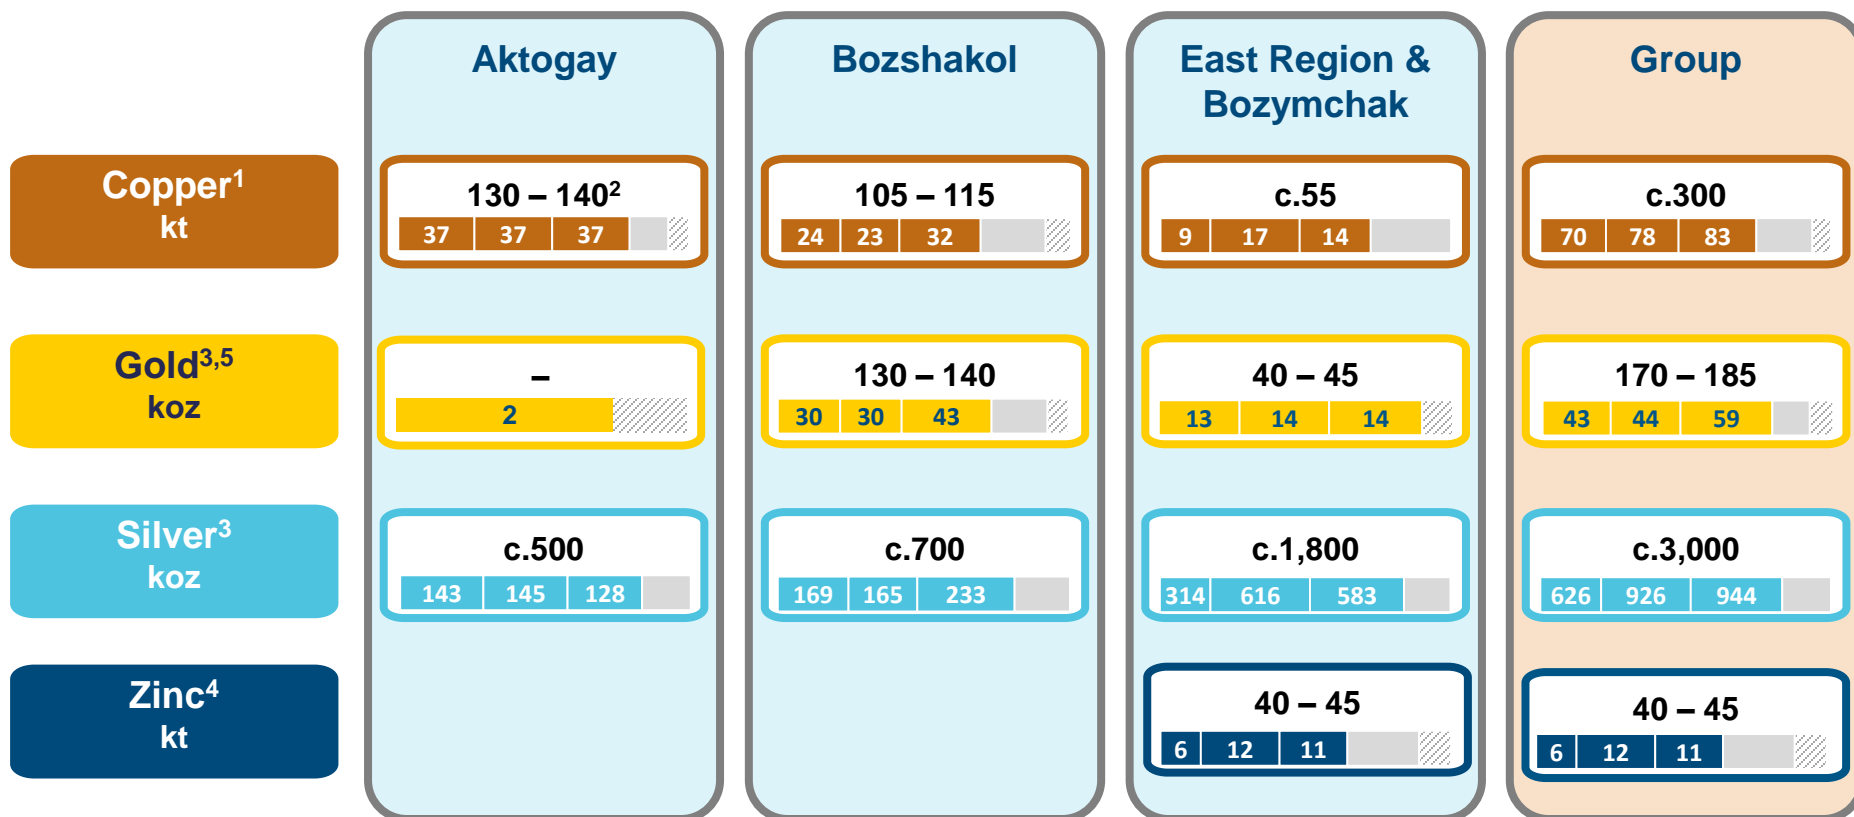 Aktogay
Bozshakol
East Region &
Bozymchak
Group
Copper¹
kt
130 – 140²
37 37 37
105 – 115
24 23 32
c.55
9 17 14
c.300
70 78 83
Gold³,⁵
koz
–
2
130 – 140
30 30 43
40 – 45
13 14 14
170 – 185
43 44 59
Silver³
koz
c.500
143 145 128
c.700
169 165 233
c.1,800
314 616 583
c.3,000
626 926 944
Zinc⁴
kt
40 – 45
6 12 11
40 – 45
6 12 11